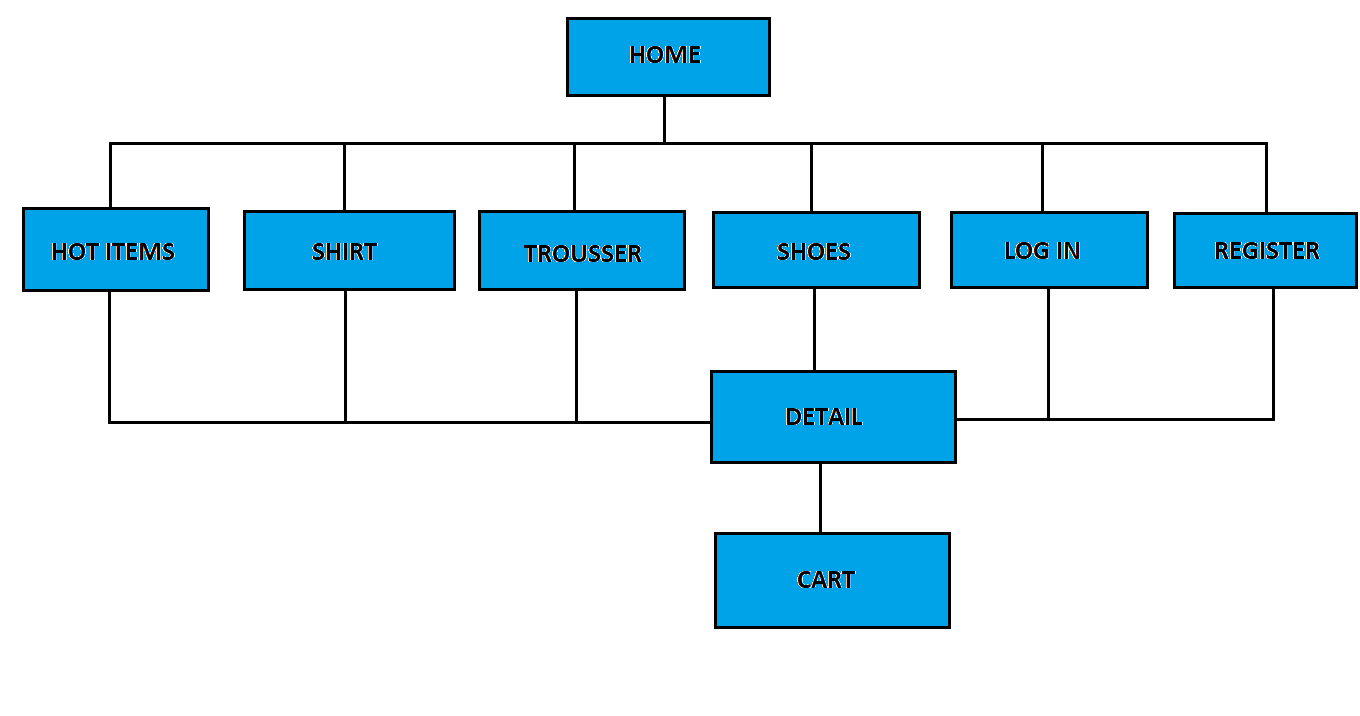 HOME
HOT ITEMS
SHIRT
TROUSSER
SHOES
LOG IN
REGISTER
DETAIL
CART